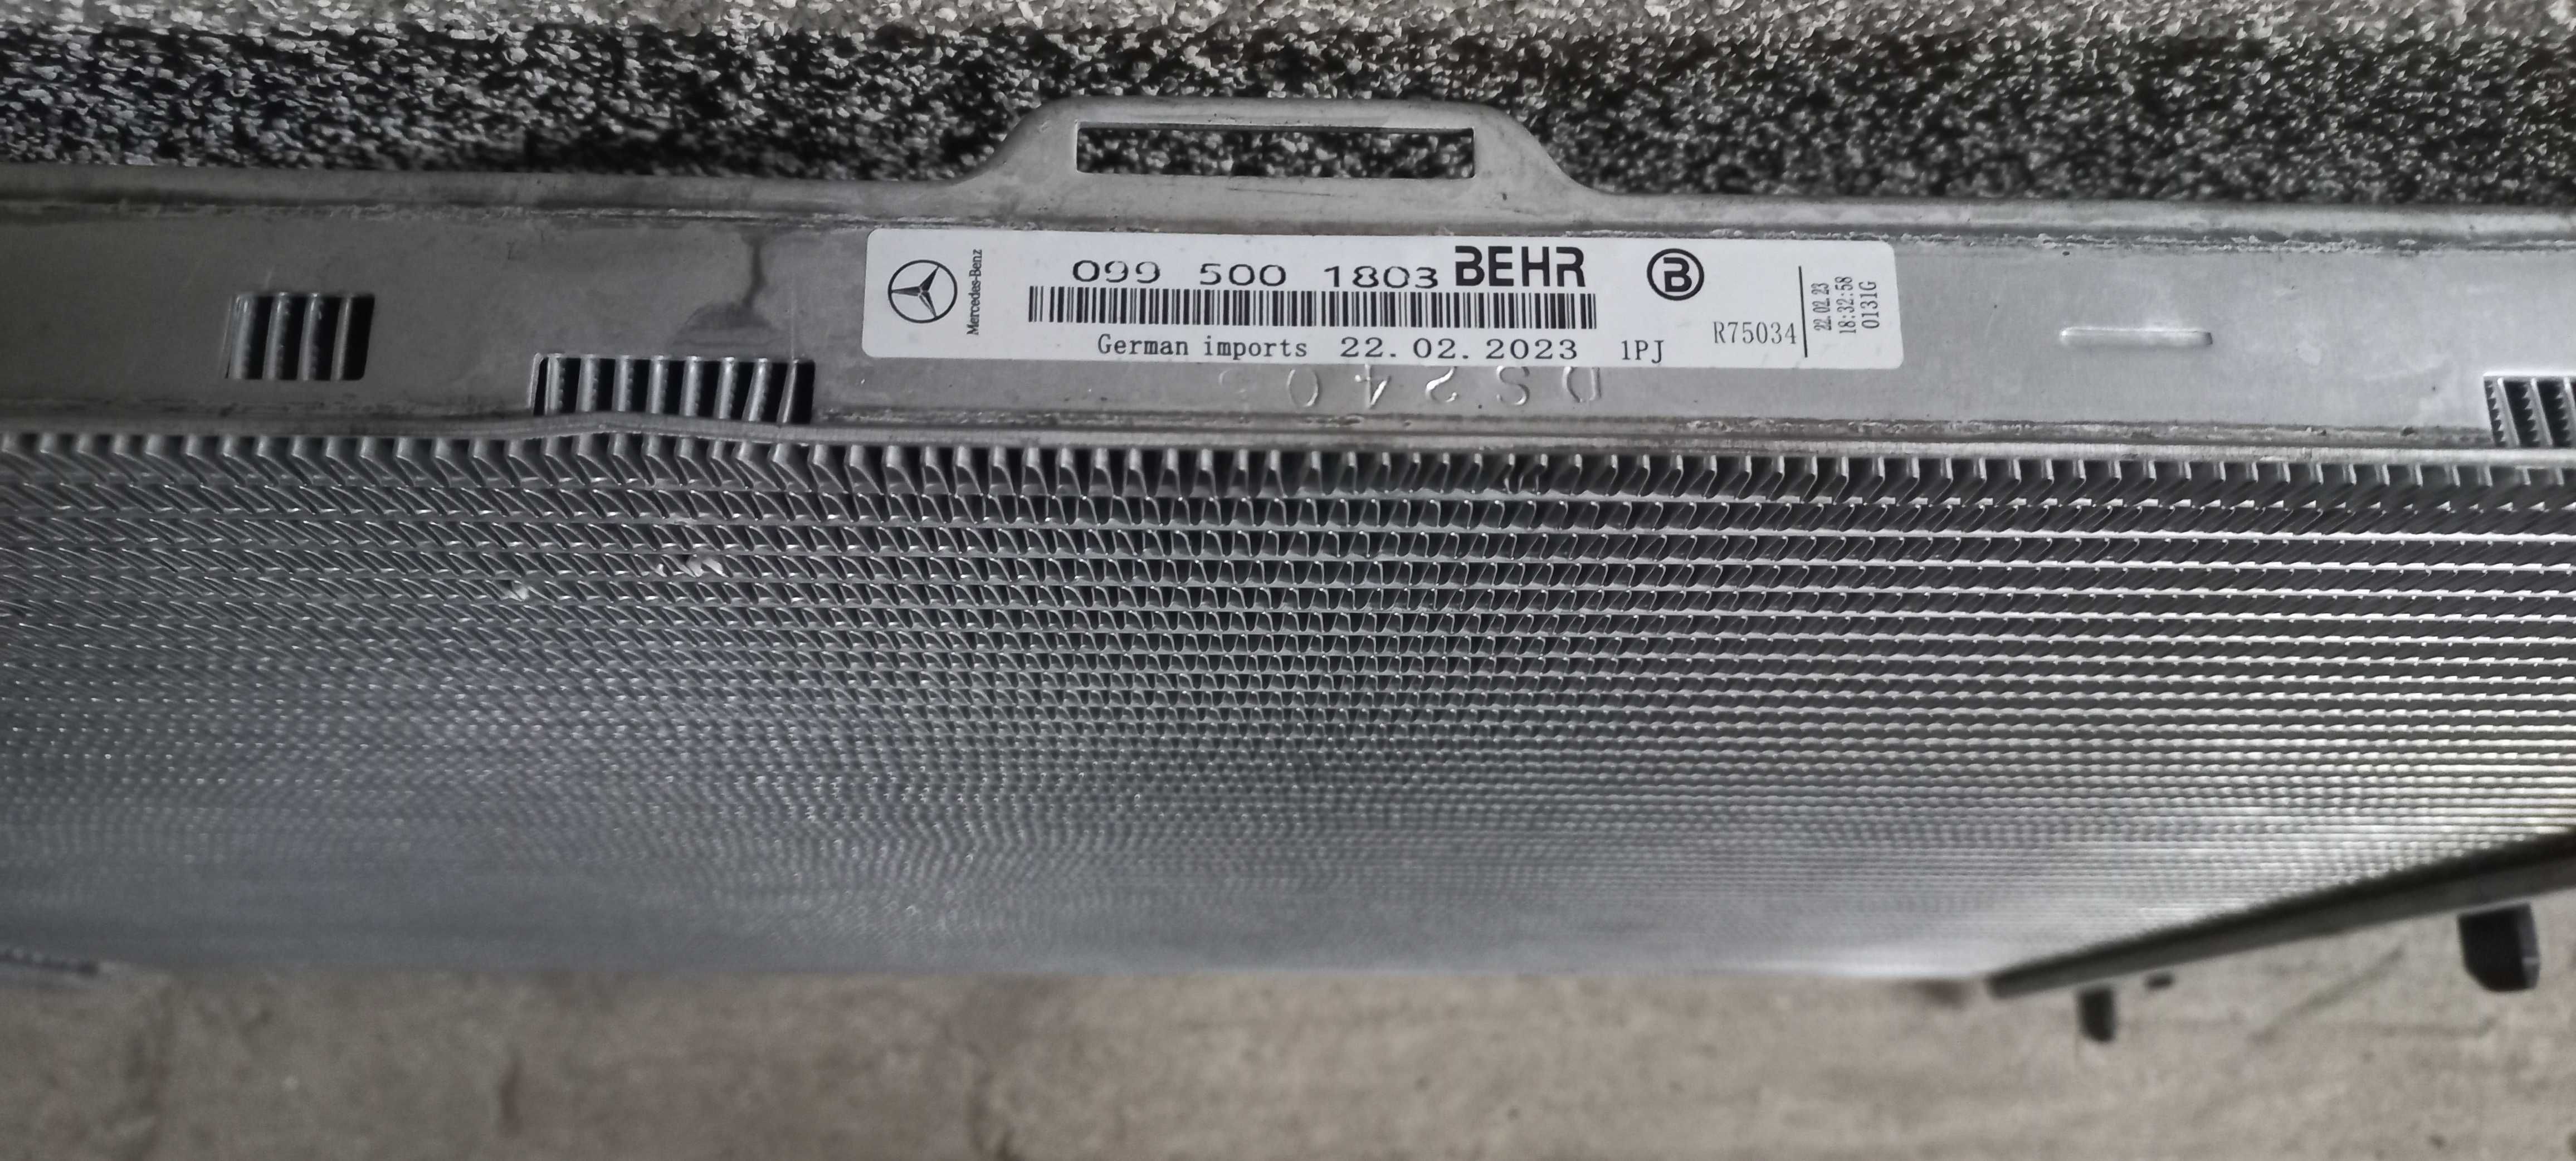 Mercedes-Benz
099 500 1803 BEHR B
German imports 22.02.2023 1PJ R75034
22.02.23
18:32:58
0131G